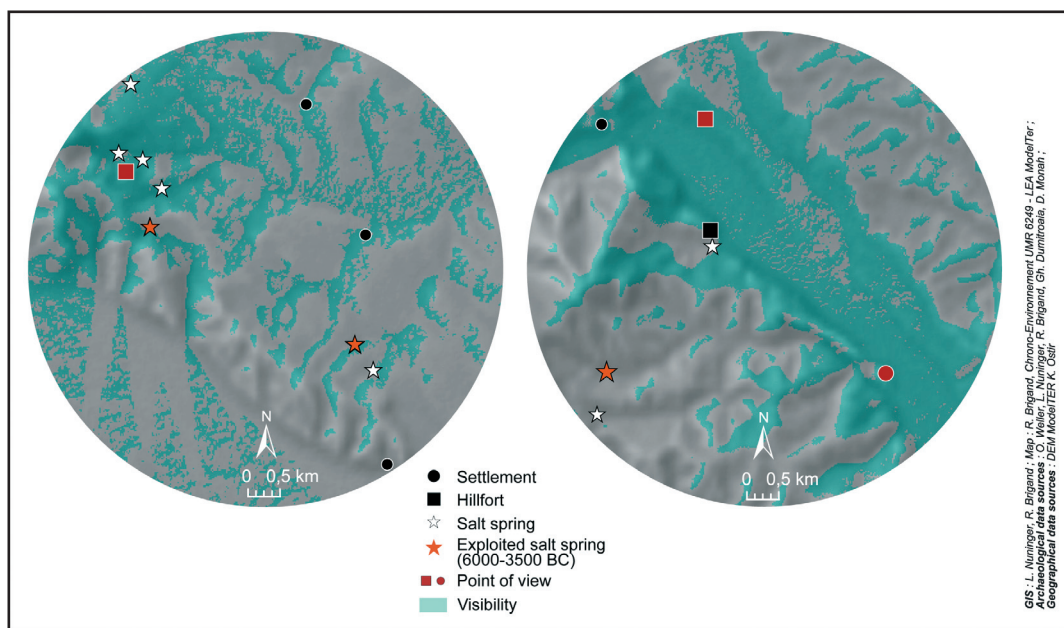 N
0 0,5 km
N
0 0,5 km
Settlement
Hillfort
Salt spring
Exploited salt spring
(6000-3500 BC)
Point of view
Visibility
GIS : L. Nuninger, R. Brigand ; Map : R. Brigand, Chrono-Environnement UMR 6249 - LEA ModelTer ;
Archaeological data sources : O. Weller, L. Nuninger, R. Brigand, Gh. Dumitroaia, D. Monah ;
Geographical data sources : DEM ModelTER K. Ostir